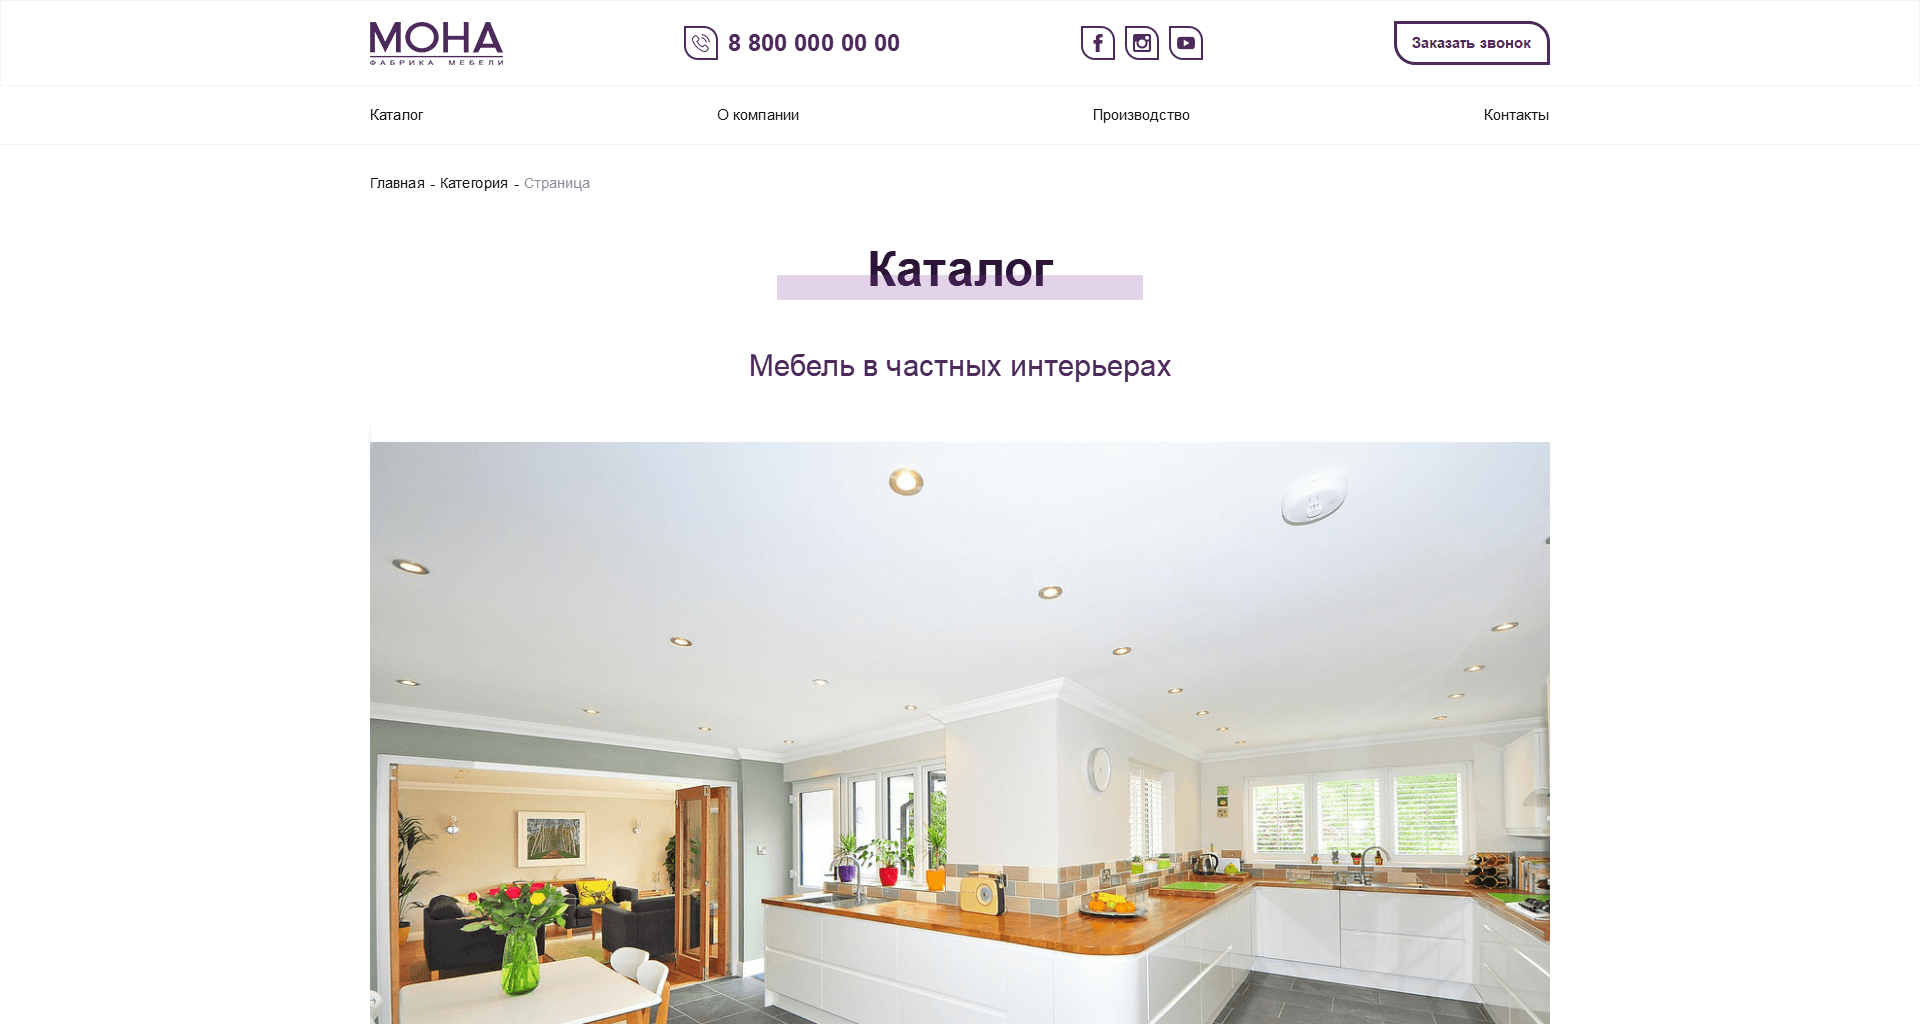 МОНА
ФАБРИКА МЕБЕЛИ
8 800 000 00 00
Заказать звонок
Каталог
О компании
Производство
Контакты
Главная - Категория - Страница
Каталог
Мебель в частных интерьерах